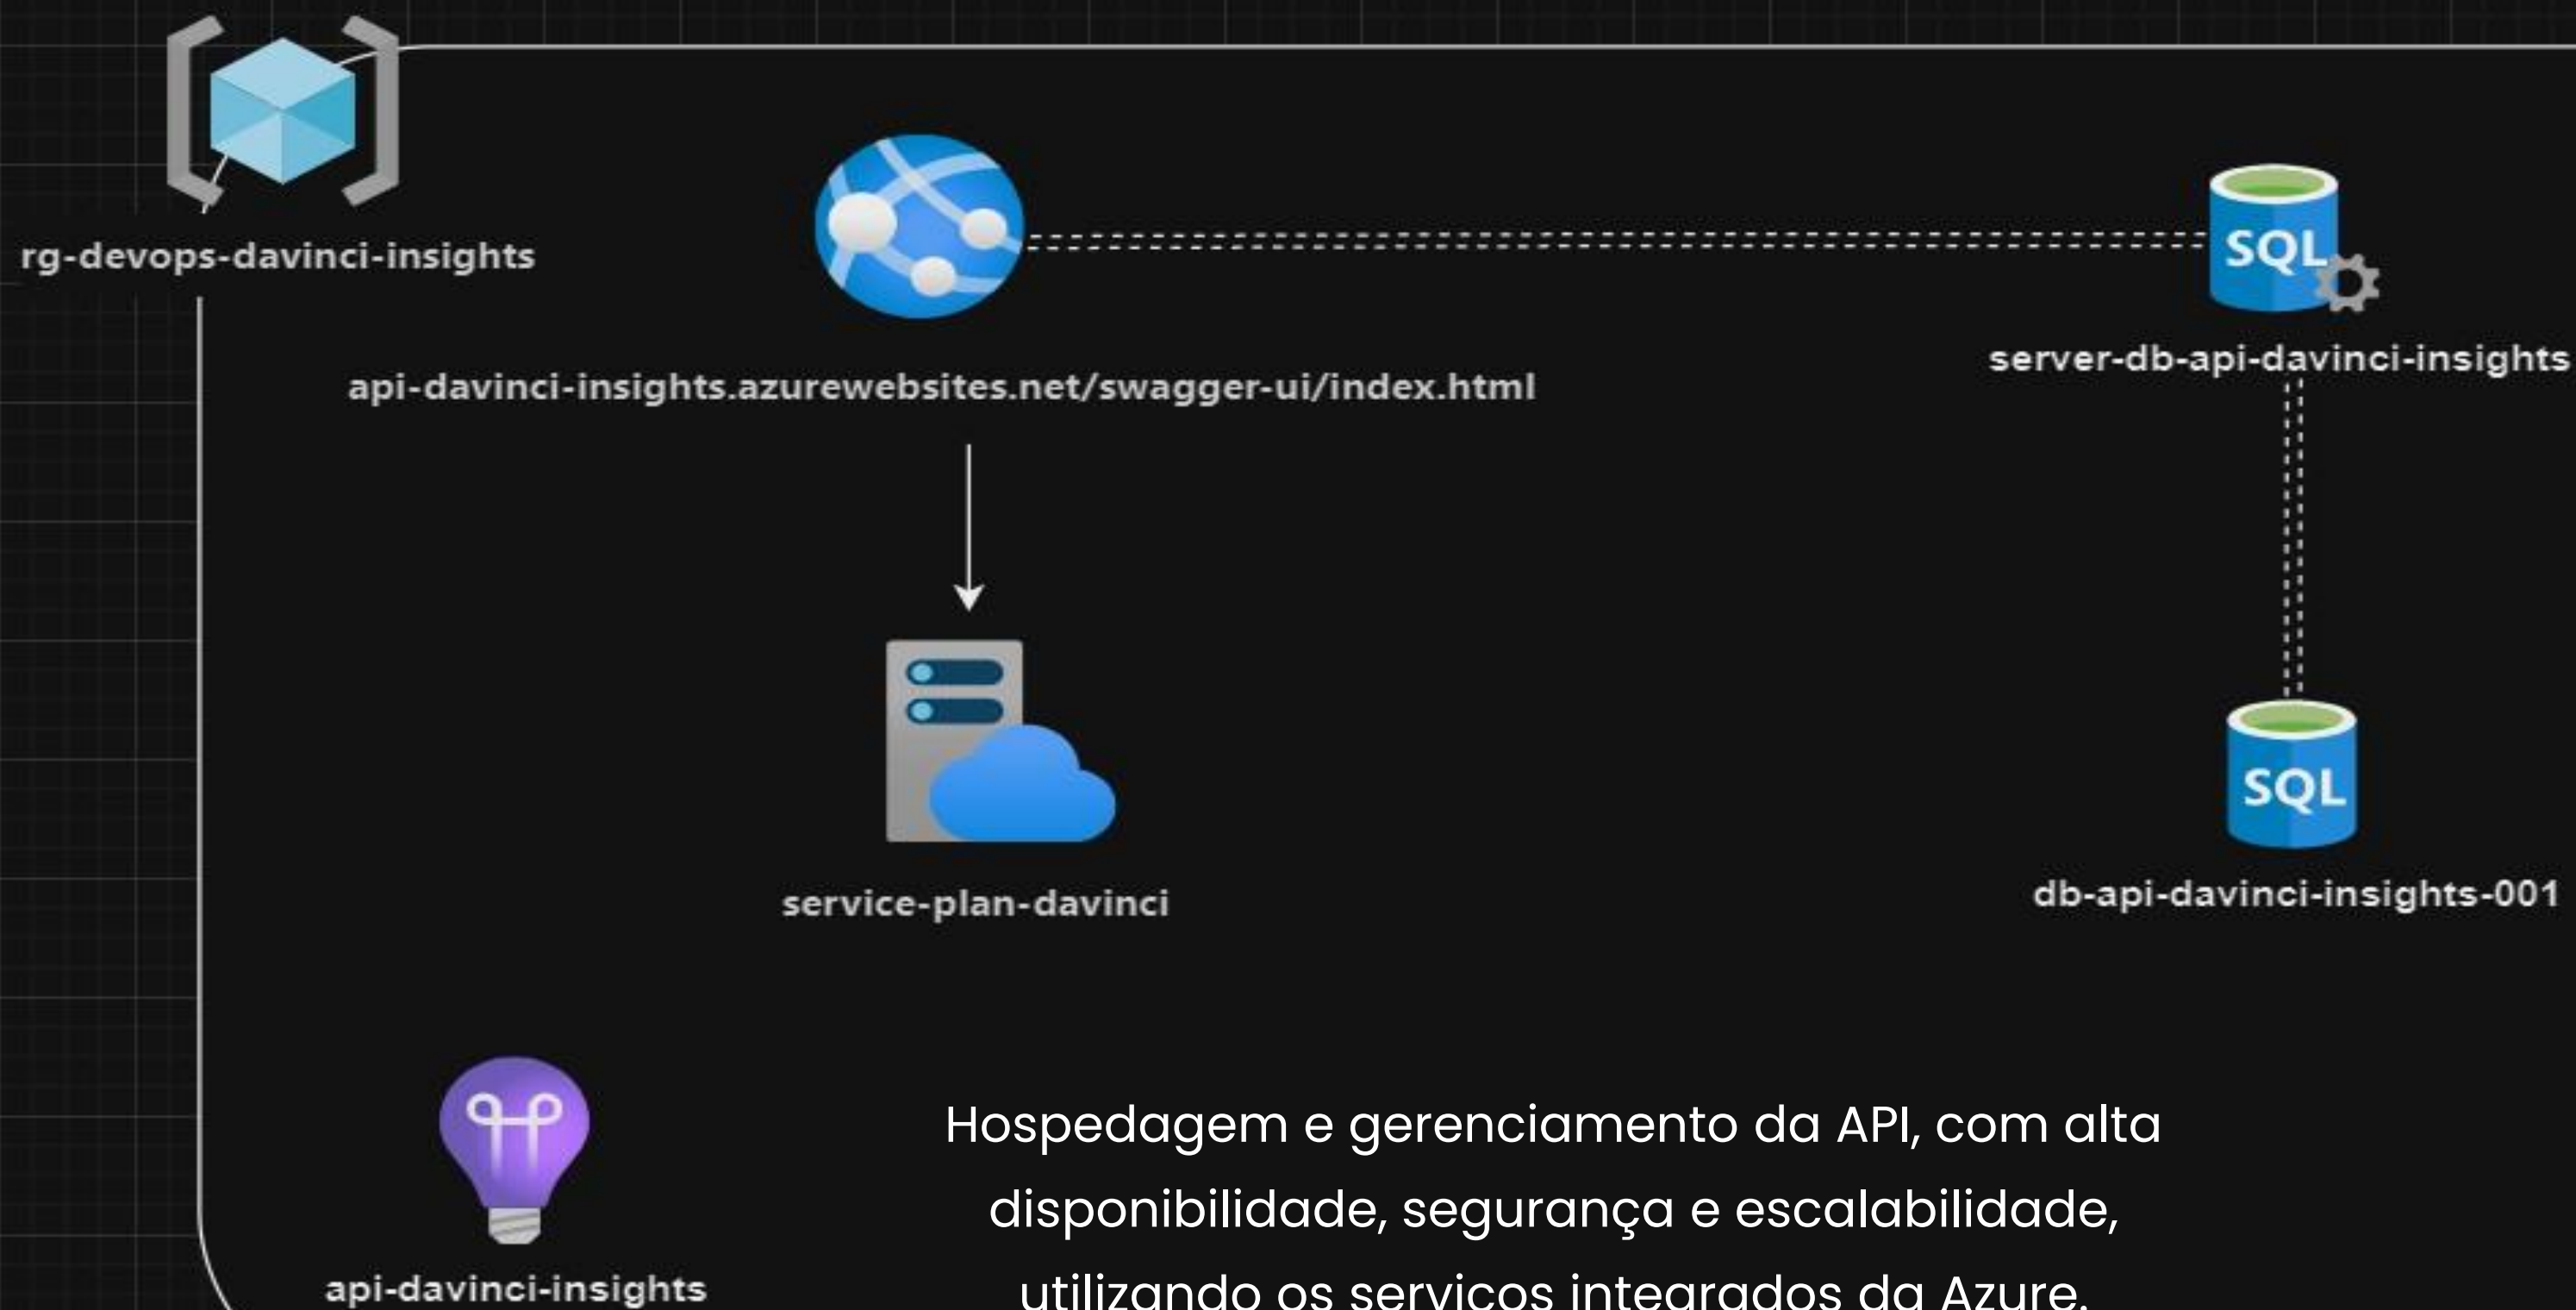 rg-devops-davinci-insights
api-davinci-insights.azurewebsites.net/swagger-ui/index.html
SQL
server-db-api-davinci-insights
service-plan-davinci
SQL
db-api-davinci-insights-001
api-davinci-insights
Hospedagem e gerenciamento da API, com alta
disponibilidade, segurança e escalabilidade,
utilizando os serviços integrados da Azure.